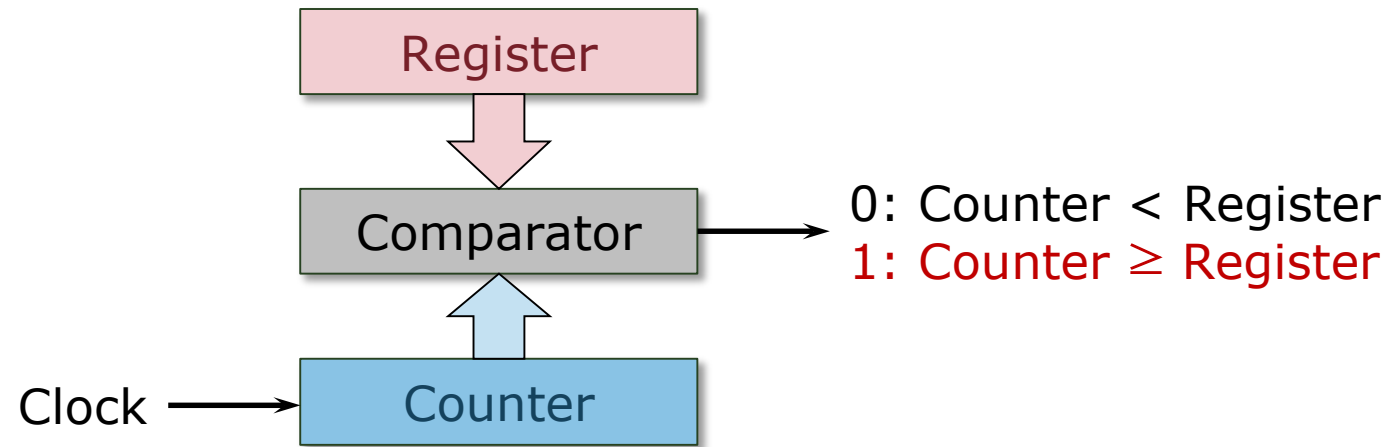 Register
Comparator
0: Counter < Register
1: Counter ≥ Register
Clock
Counter